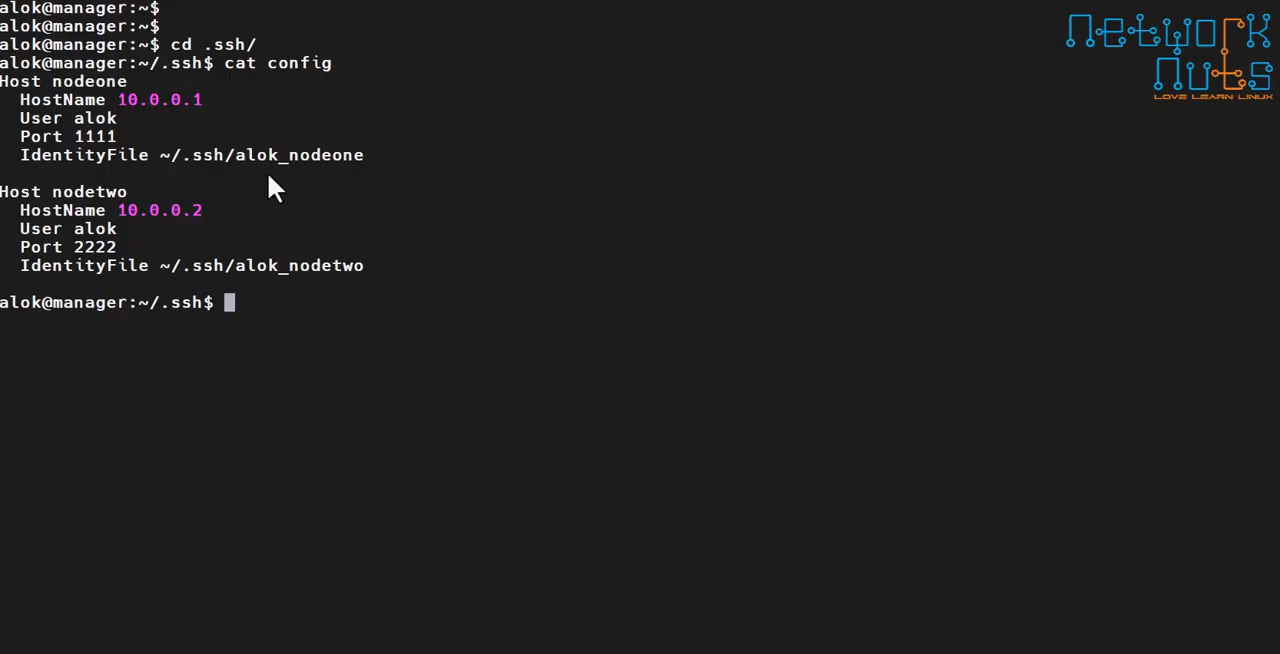 alok@manager:~$
alok@manager:~$
alok@manager:~$ cd .ssh/
alok@manager:~/.ssh$ cat config
Host nodeone
  HostName 10.0.0.1
  User alok
  Port 1111
  IdentityFile ~/.ssh/alok_nodeone

Host nodetwo
  HostName 10.0.0.2
  User alok
  Port 2222
  IdentityFile ~/.ssh/alok_nodetwo

alok@manager:~/.ssh$
Network
Nuts
LOVE LEARN LINUX